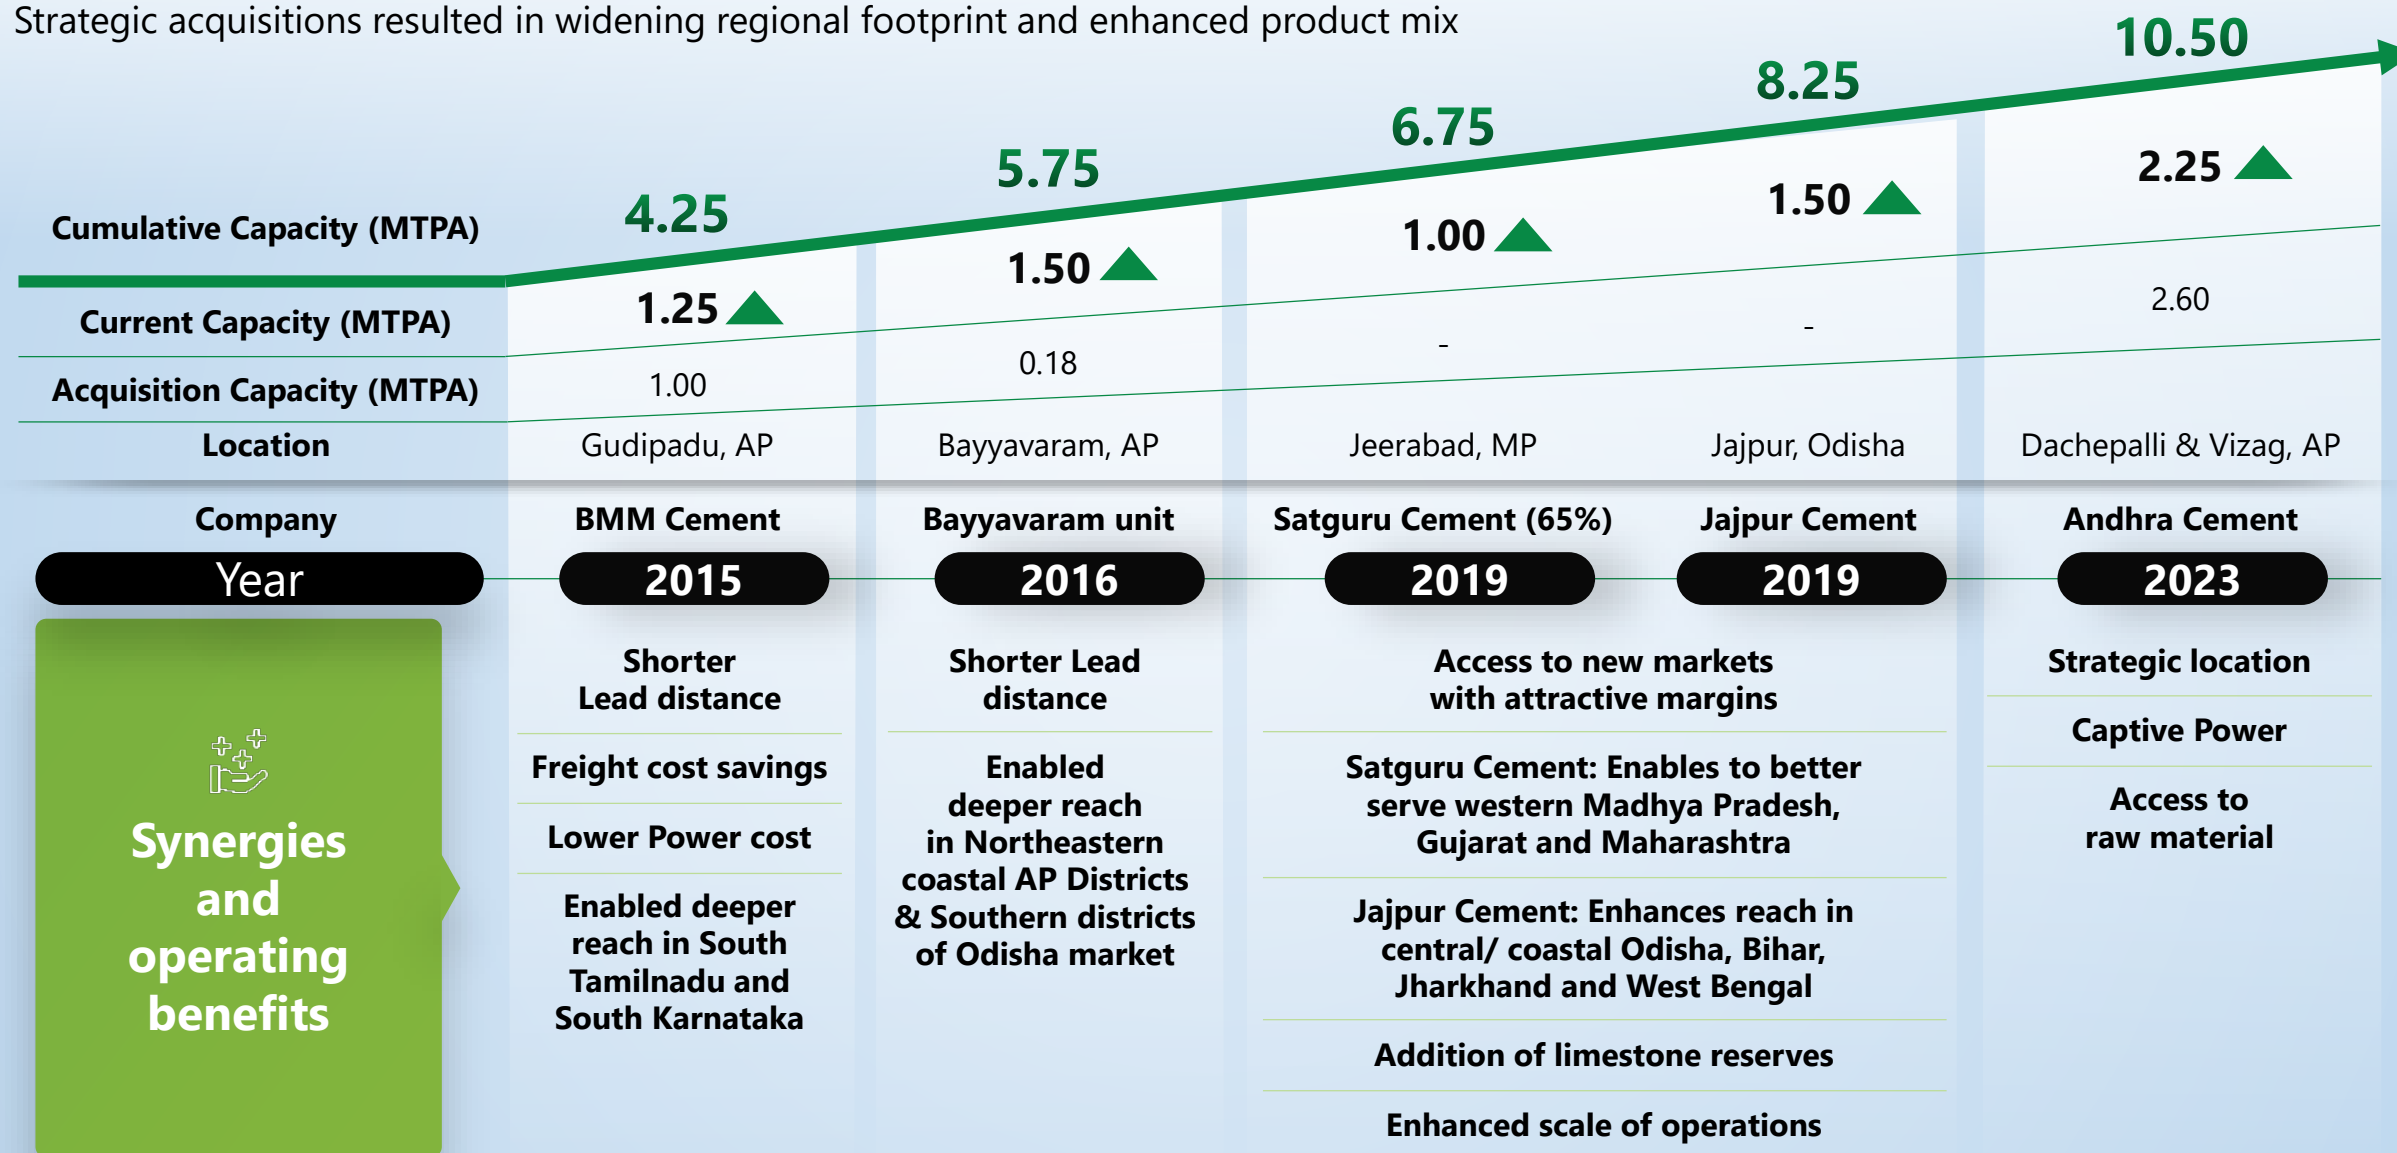 Strategic acquisitions resulted in widening regional footprint and enhanced product mix
10.50
8.25
6.75
5.75
4.25
Cumulative Capacity (MTPA)
2.25
1.50
1.00
1.50
1.25
Current Capacity (MTPA)
2.60
-
-
0.18
1.00
Acquisition Capacity (MTPA)
Location
Gudipadu, AP
Bayyavaram, AP
Jeerabad, MP
Jajpur, Odisha
Dachepalli & Vizag, AP
Company
BMM Cement
Bayyavaram unit
Satguru Cement (65%)
Jajpur Cement
Andhra Cement
Year
2015
2016
2019
2019
2023
Synergies
and
operating
benefits
Shorter
Lead distance
Freight cost savings
Lower Power cost
Enabled deeper
reach in South
Tamilnadu and
South Karnataka
Shorter Lead
distance
Enabled
deeper reach
in Northeastern
coastal AP Districts
& Southern districts
of Odisha market
Access to new markets
with attractive margins
Satguru Cement: Enables to better
serve western Madhya Pradesh,
Gujarat and Maharashtra
Jajpur Cement: Enhances reach in
central/ coastal Odisha, Bihar,
Jharkhand and West Bengal
Addition of limestone reserves
Enhanced scale of operations
Strategic location
Captive Power
Access to
raw material